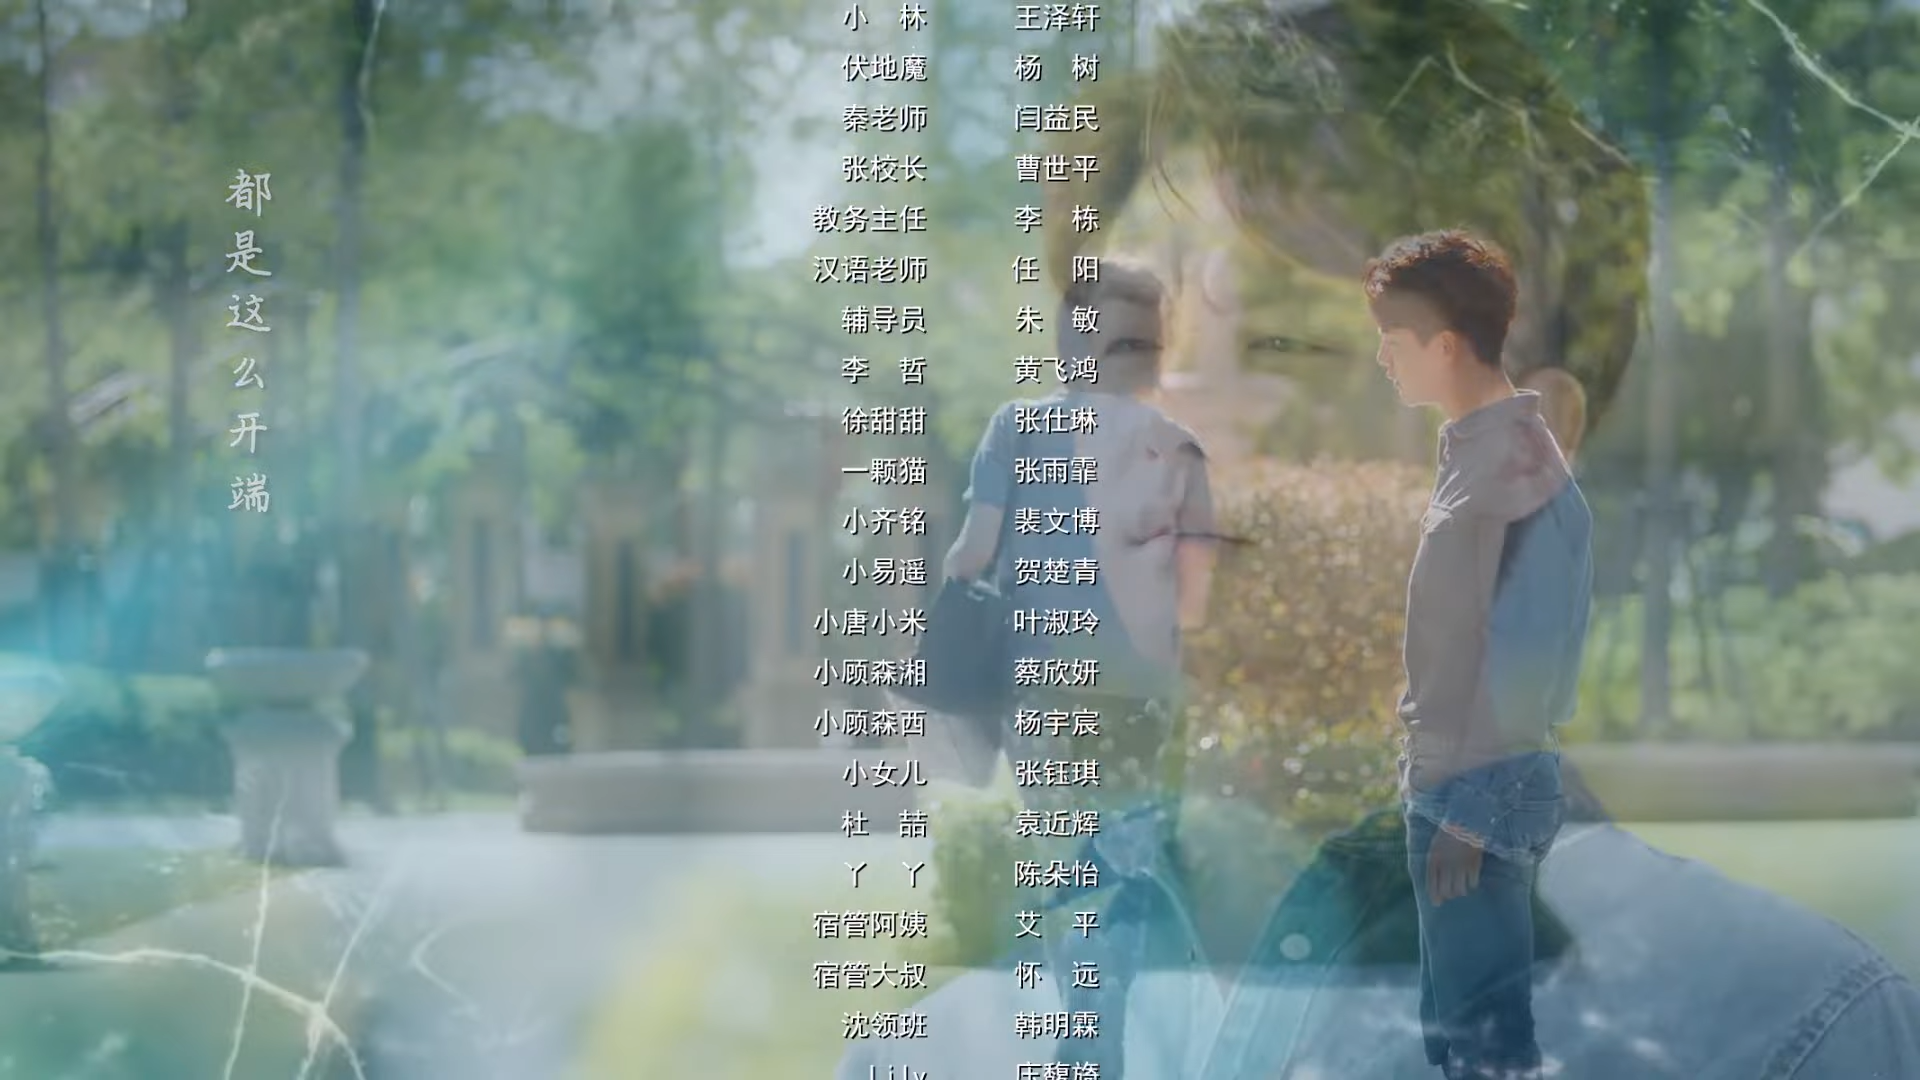 都是这么开端
小 林 王泽轩
伏地魔 杨 树
秦老师 闫益民
张校长 曹世平
教务主任 李 栋
汉语老师 任 阳
辅导员 朱 敏
李 哲 黄飞鸿
徐甜甜 张仕琳
一颗猫 张雨霏
小齐铭 裴文博
小易遥 贺楚青
小唐小米 叶淑玲
小顾森湘 蔡欣妍
小顾森西 杨宇宸
小女儿 张钰琪
杜 喆 袁近辉
丫 丫 陈朵怡
宿管阿姨 艾 平
宿管大叔 怀 远
沈领班 韩明霖
Lily